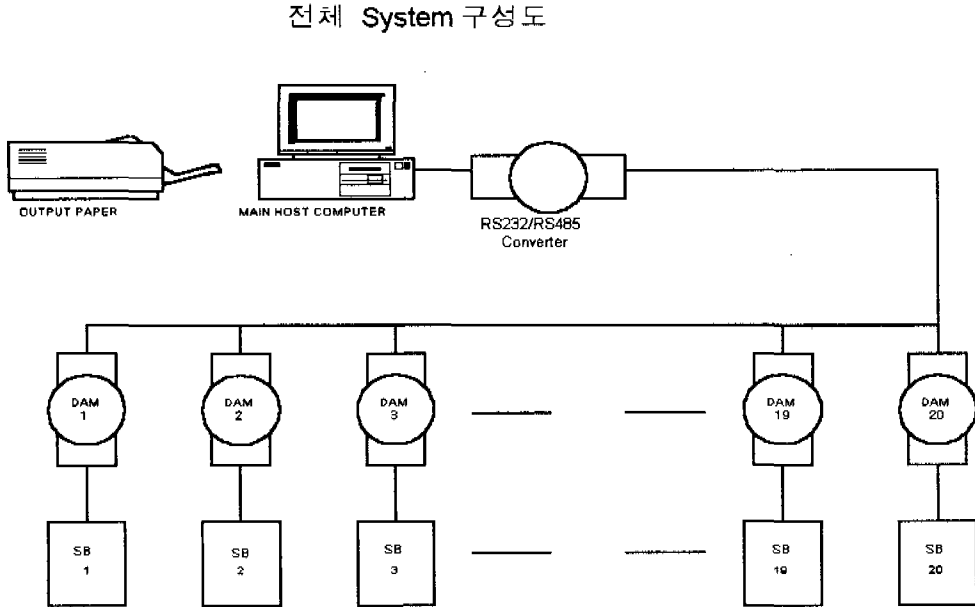 전체 System 구성도
OUTPUT PAPER
MAIN HOST COMPUTER
RS232/RS485
Converter
DAM
1
DAM
2
DAM
3
DAM
19
DAM
20
SB
1
SB
2
SB
3
SB
19
SB
20